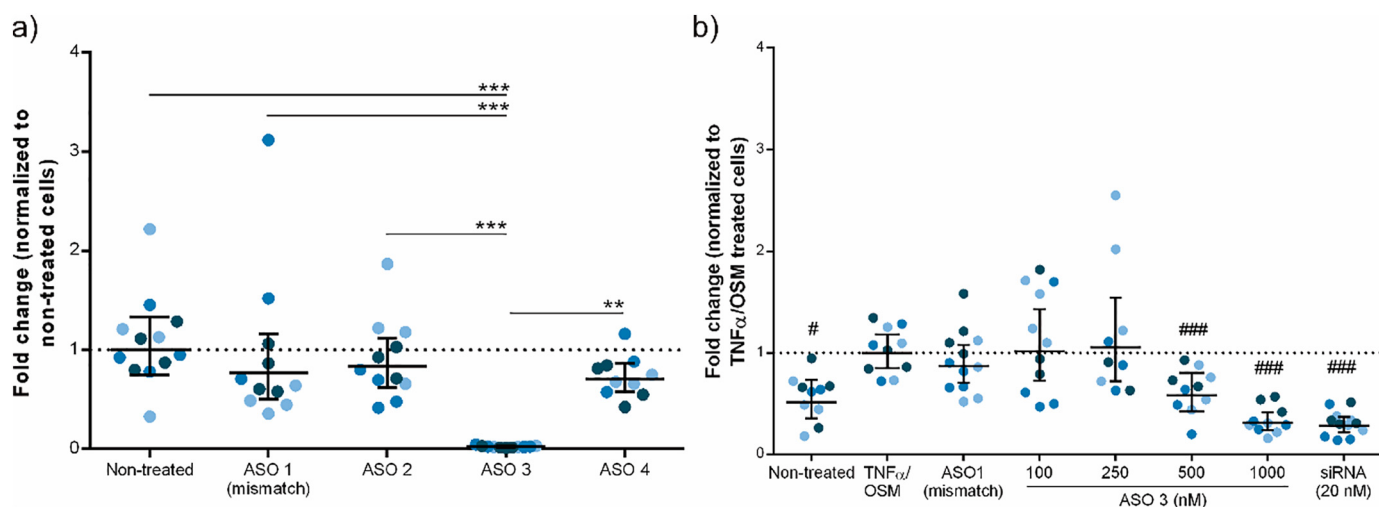 a)
Fold change (normalized to
non-treated cells)
4
3
2
1
0
***
***
***
**
Non-treated
ASO 1
(mismatch)
ASO 2
ASO 3
ASO 4
b)
Fold change (normalized to
TNFα/OSM treated cells)
4
3
2
1
0
#
###
###
###
Non-treated
TNFα/
OSM
ASO1
(mismatch)
100
250
500
1000
ASO 3 (nM)
siRNA
(20 nM)